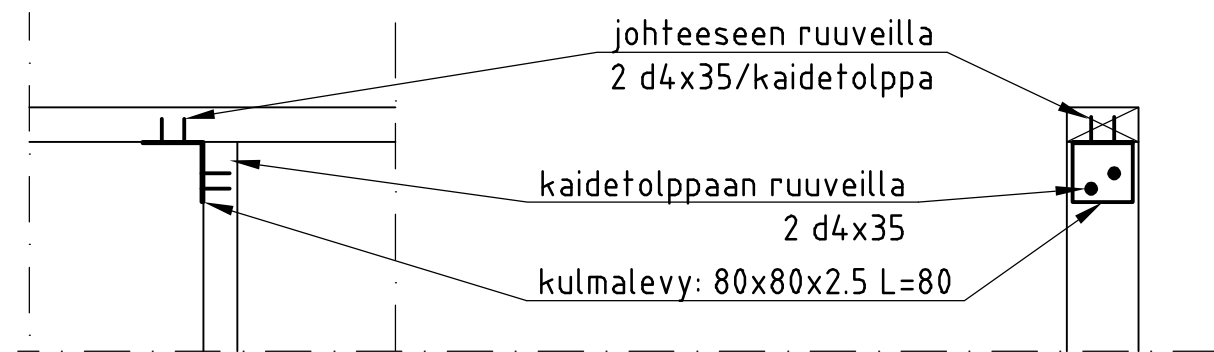 johteeseen ruuveilla
2 d4x35/kaidetolppa
kaidetolppaan ruuveilla
2 d4x35
kulmalevy: 80x80x2.5 L=80